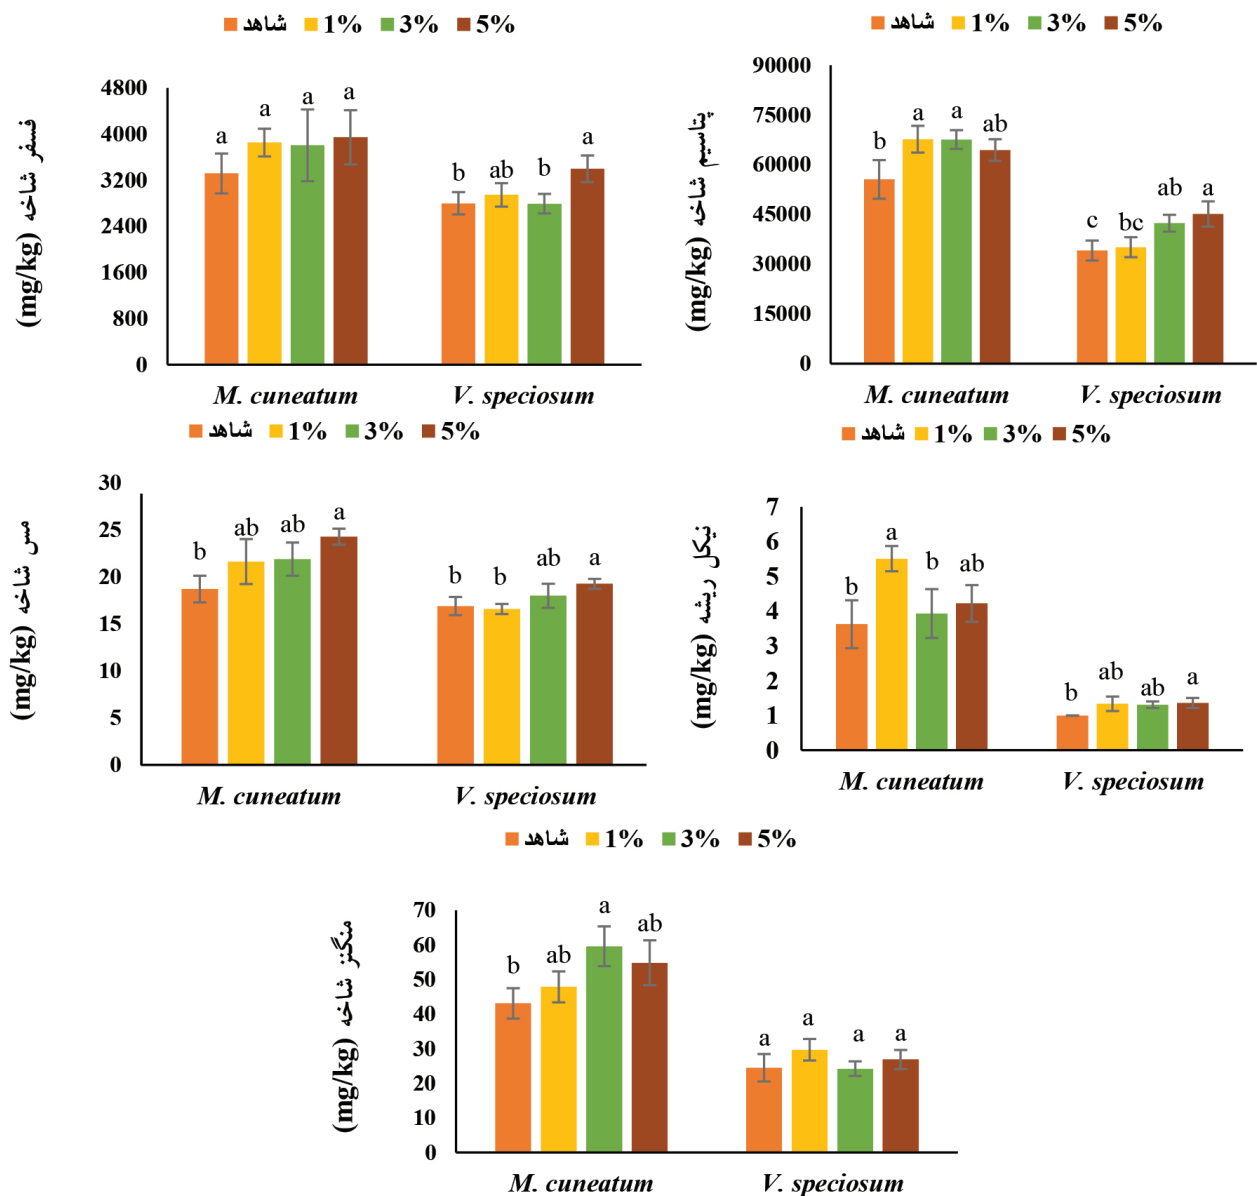 شاهد 1% 3% 5%
فسفر شاخه (mg/kg)
4800
4000
3200
2400
1600
800
0
a a a a b ab b a
M. cuneatum V. speciosum
شاهد 1% 3% 5%
پتاسیم شاخه (mg/kg)
90000
75000
60000
45000
30000
15000
0
b a a ab c bc ab a
M. cuneatum V. speciosum
شاهد 1% 3% 5%
مس شاخه (mg/kg)
30
25
20
15
10
5
0
b ab ab a b b ab a
M. cuneatum V. speciosum
شاهد 1% 3% 5%
نیکل ریشه (mg/kg)
7
6
5
4
3
2
1
0
b a b ab b ab ab a
M. cuneatum V. speciosum
شاهد 1% 3% 5%
منگنز شاخه (mg/kg)
70
60
50
40
30
20
10
0
b ab a ab a a a a
M. cuneatum V. speciosum